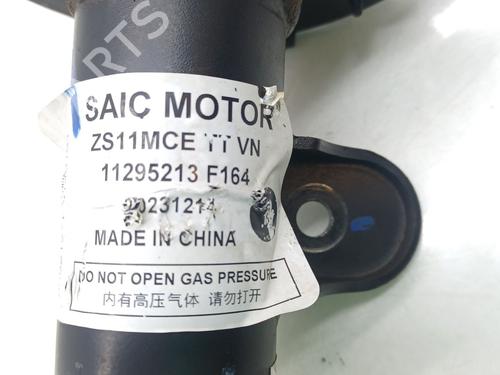 PARTS
SAIC MOTOR
ZS11MCE VN
11295213 F164
20231214
MADE IN CHINA
DO NOT OPEN GAS PRESSURE
内有高压气体 请勿打开